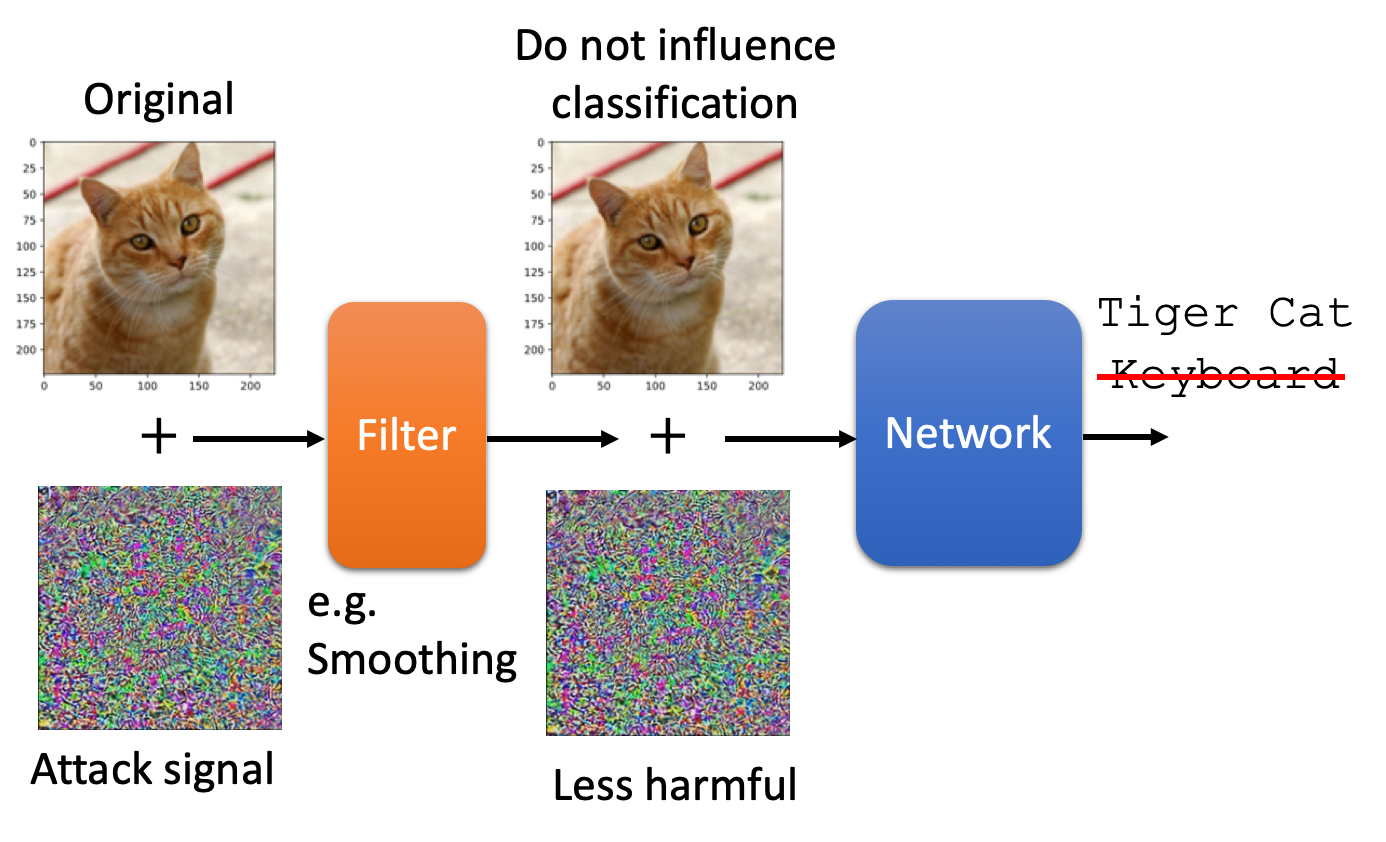 Do not influence
classification
Original
0
25
50
75
100
125
150
175
200
0 50 100 150 200
0
25
50
75
100
125
150
175
200
0 50 100 150 200
+
Filter
+
Network
Tiger Cat
Keyboard
e.g.
Smoothing
Attack signal
Less harmful